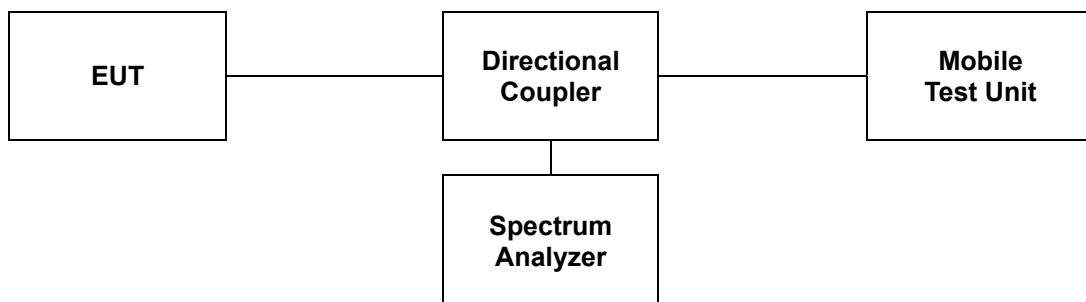 EUT
Directional
Coupler
Mobile
Test Unit
Spectrum
Analyzer